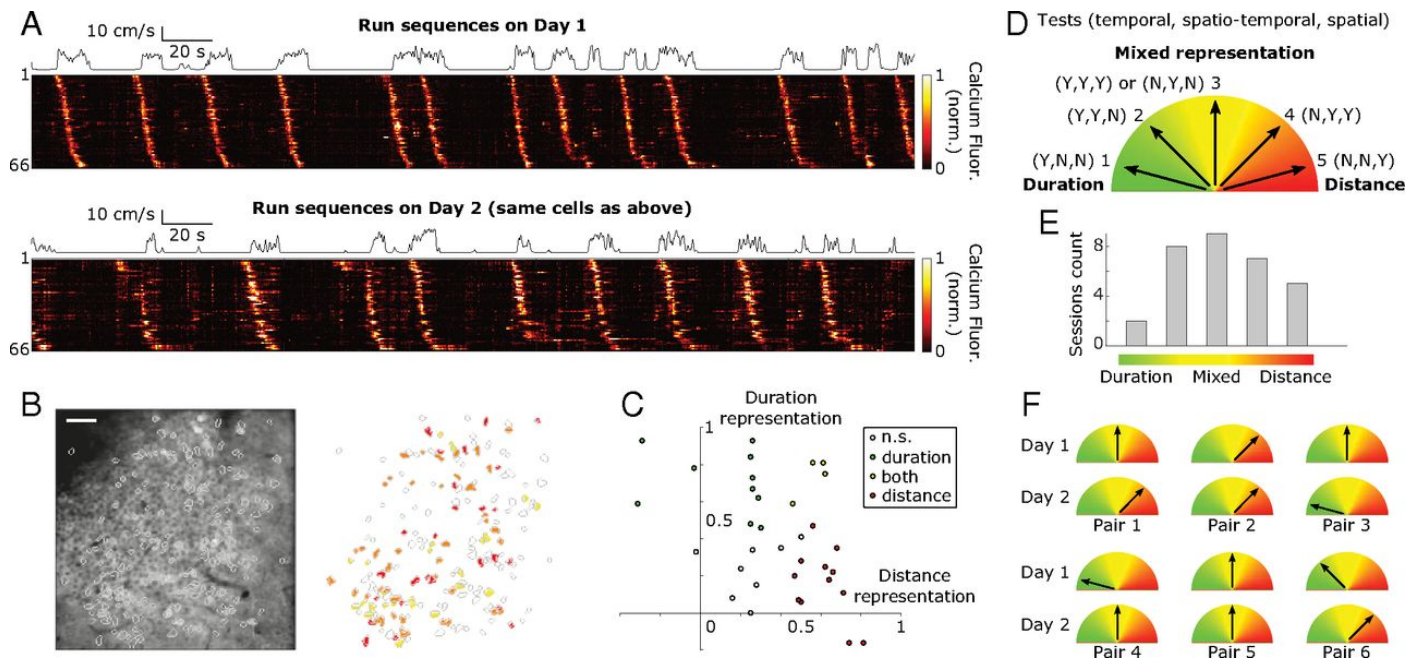 A
10 cm/s
20 s
Run sequences on Day 1
1
66
1
0
Calcium Fluor.
(norm.)
10 cm/s
20 s
Run sequences on Day 2 (same cells as above)
1
66
1
0
Calcium Fluor.
(norm.)
B
C
Duration
representation
1
0.5
n.s.
duration
both
distance
Distance
representation
0
0.5
1
D Tests (temporal, spatio-temporal, spatial)
Mixed representation
(Y,Y,Y) or (N,Y,N) 3
(Y,Y,N) 2
4 (N,Y,Y)
(Y,N,N) 1
5 (N,N,Y)
Duration
Distance
E
Sessions count
8
4
0
Duration Mixed Distance
F
Day 1
Day 2
Pair 1 Pair 2 Pair 3
Day 1
Day 2
Pair 4 Pair 5 Pair 6